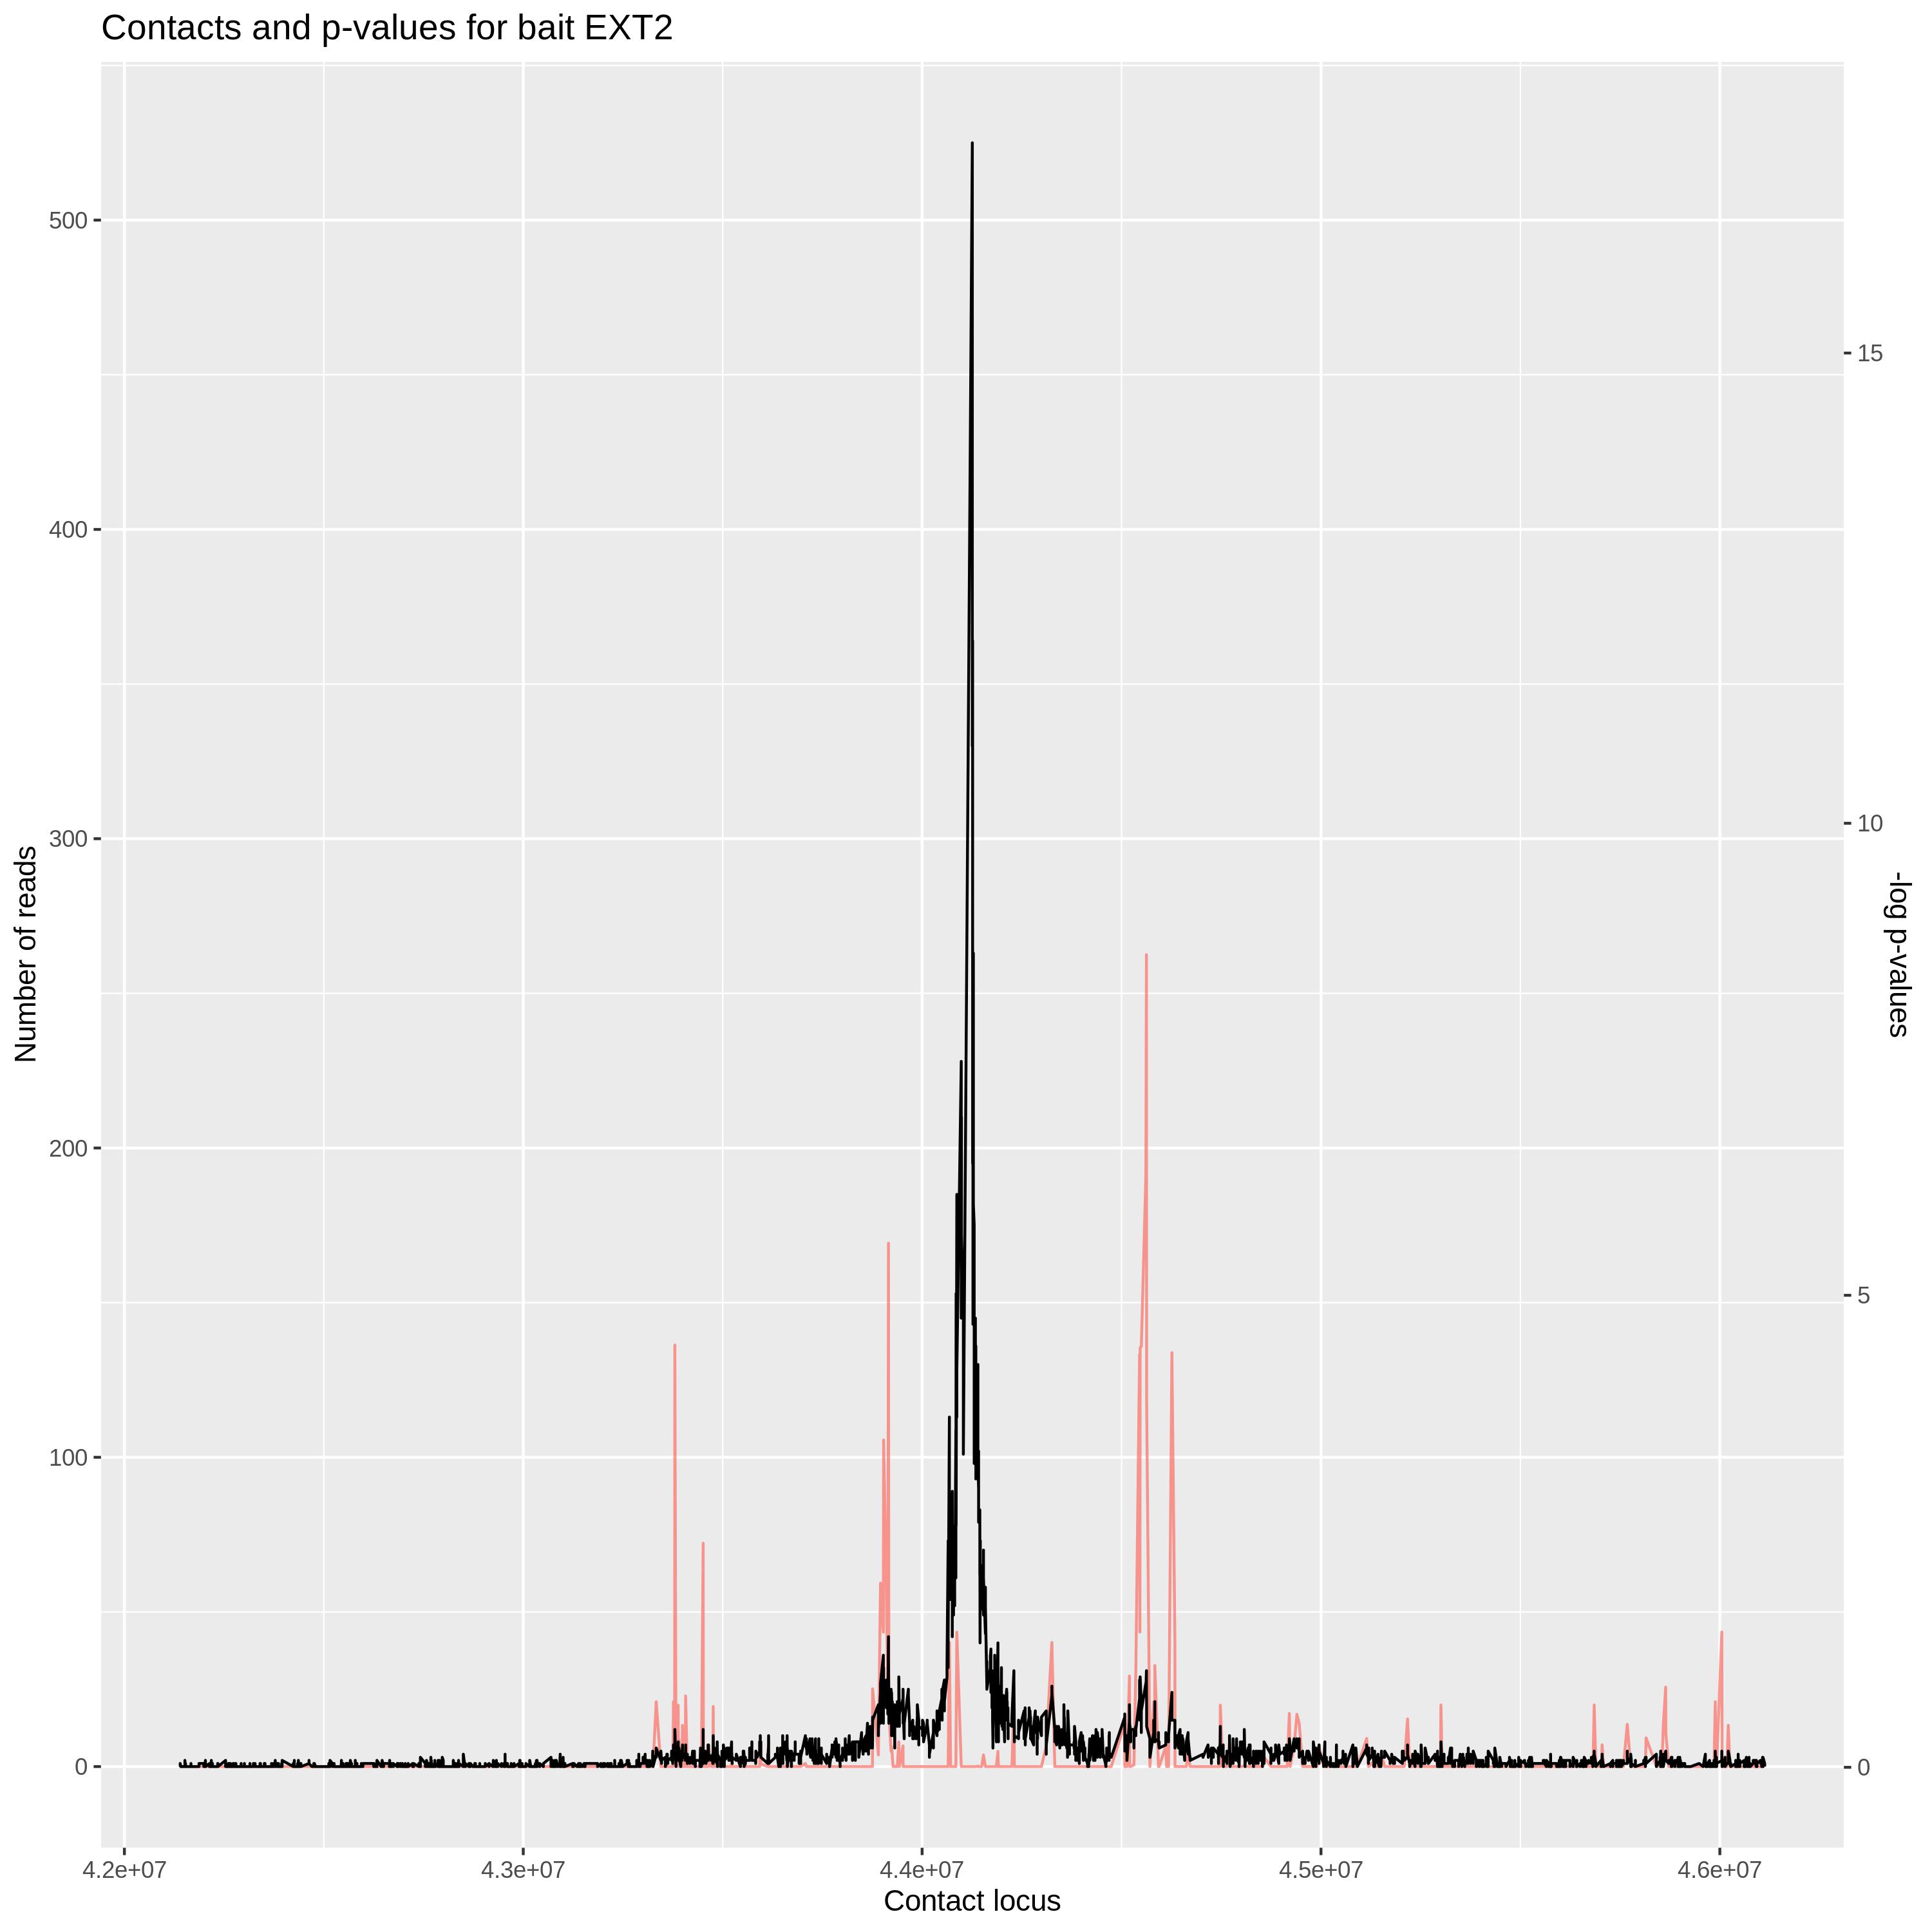 Contacts and p-values for bait EXT2
500
400
300
200
100
0
Number of reads
15
10
5
0
-log p-values
4.2e+07
4.3e+07
4.4e+07
4.5e+07
4.6e+07
Contact locus